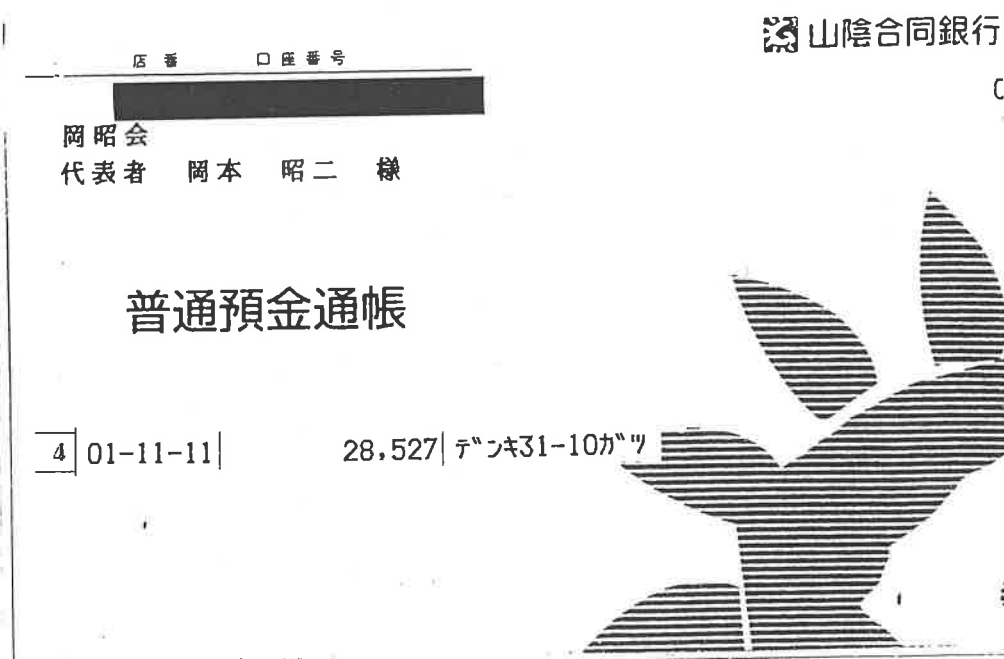 山陰合同銀行
店番 口座番号
岡昭会
代表者 岡本 昭二 様
普通預金通帳
4 01-11-11 28,527 デンキ31-10ガツ